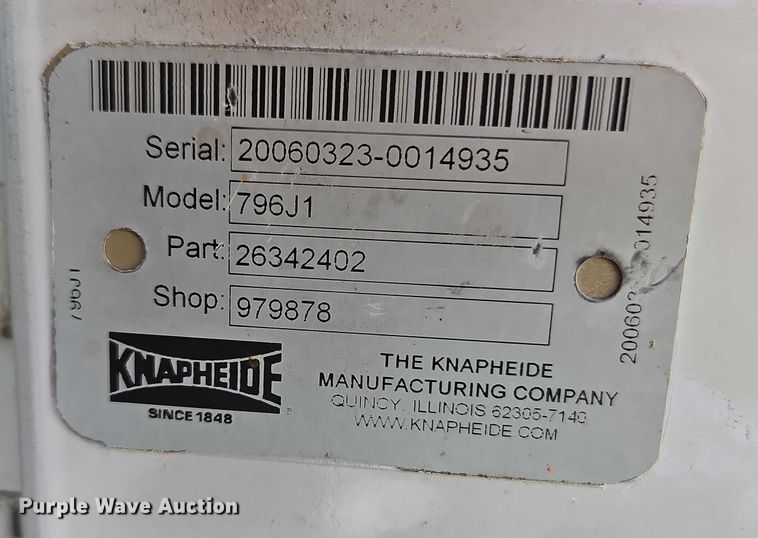 Serial: 20060323-0014935
Model: 796J1
Part: 26342402
Shop: 979878
KNAPHEIDE
SINCE 1848
THE KNAPHEIDE
MANUFACTURING COMPANY
QUINCY, ILLINOIS 62305-7140
WWW.KNAPHEIDE.COM
796J1
Purple Wave Auction